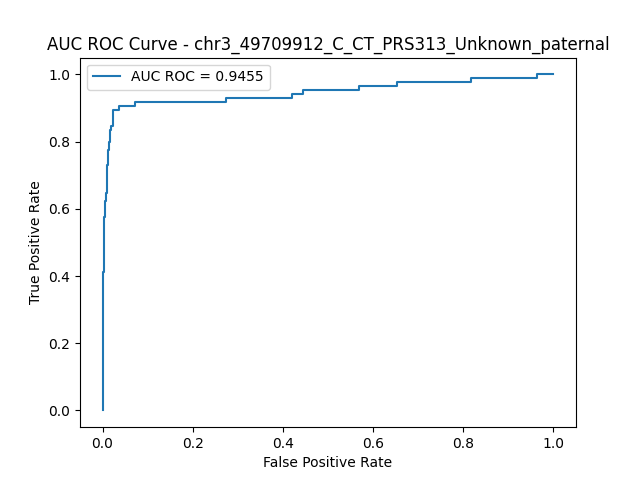 AUC ROC Curve - chr3_49709912_C_CT_PRS313_Unknown_paternal
AUC ROC = 0.9455
True Positive Rate
1.0
0.8
0.6
0.4
0.2
0.0
0.0 0.2 0.4 0.6 0.8 1.0
False Positive Rate